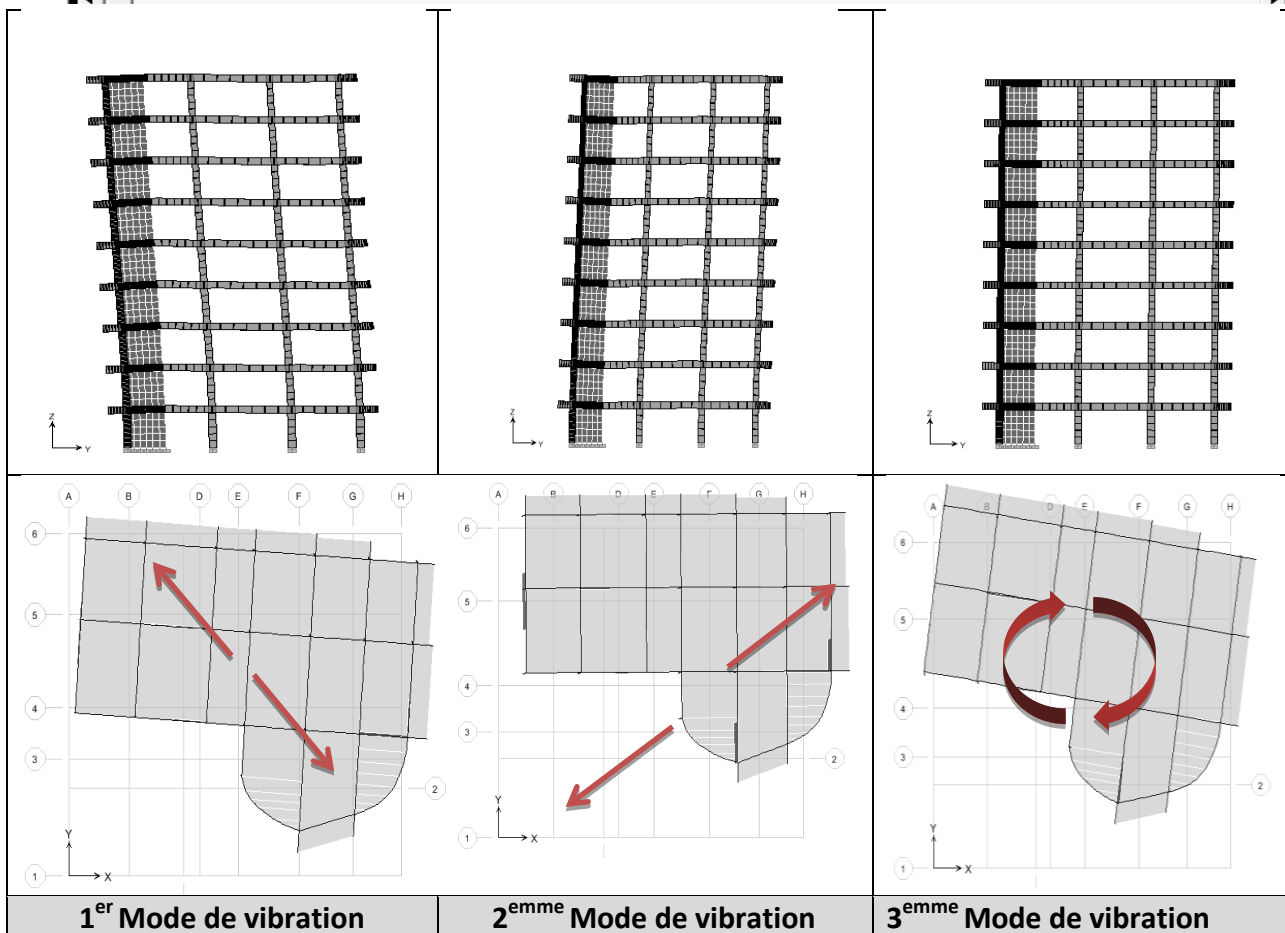 Z
Y
Z
Y
Z
Y
A B D E F G H
6
5
4
3
2
1
Y
X
A B D E F G H
6
5
4
3
2
1
Y
X
A B D E F G H
6
5
4
3
2
1
Y
X
1er Mode de vibration
2emme Mode de vibration
3emme Mode de vibration